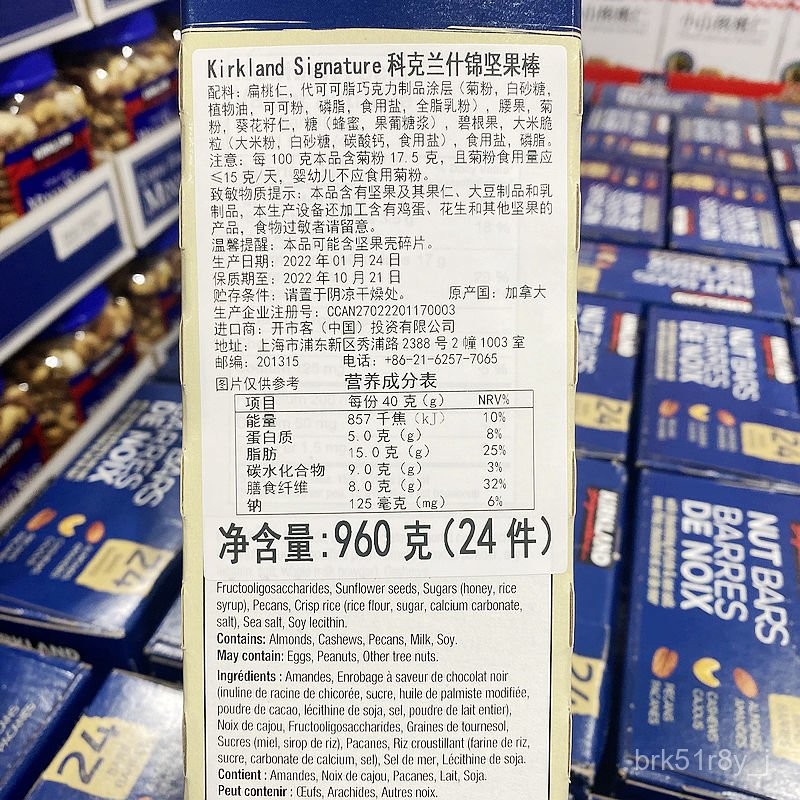 Kirkland Signature 科克兰什锦坚果棒
配料：扁桃仁，代可可脂巧克力制品涂层（菊粉，白砂糖，
植物油，可可粉，磷脂，食用盐，全脂乳粉），腰果，菊
粉，葵花籽仁，糖（蜂蜜，果葡糖浆），碧根果，大米脆
粒（大米粉，白砂糖，碳酸钙，食用盐），食用盐，磷脂。
注意：每 100 克本品含菊粉 17.5 克，且菊粉食用量应
≤15 克/天，婴幼儿不应食用菊粉。
致敏物质提示：本品含有坚果及其果仁、大豆制品和乳
制品，本生产设备还加工含有鸡蛋、花生和其他坚果的
产品，食物过敏者请留意。
温馨提醒：本品可能含坚果壳碎片。
生产日期：2022 年 01 月 24 日
保质期至：2022 年 10 月 21 日
贮存条件：请置于阴凉干燥处。 原产国：加拿大
生产企业注册号：CCAN27022201170003
进口商：开市客（中国）投资有限公司
地址：上海市浦东新区秀浦路 2388 号 2 幢 1003 室
邮编：201315 电话：+86-21-6257-7065
图片仅供参考 营养成分表
项目 每份 40 克（g） NRV%
能量 857 千焦（kJ） 10%
蛋白质 5.0 克（g） 8%
脂肪 15.0 克（g） 25%
碳水化合物 9.0 克（g） 3%
膳食纤维 8.0 克（g） 32%
钠 125 毫克（mg） 6%
净含量：960 克（24 件）
Fructooligosaccharides, Sunflower seeds, Sugars (honey, rice
syrup), Pecans, Crisp rice (rice flour, sugar, calcium carbonate,
salt), Sea salt, Soy lecithin.
Contains: Almonds, Cashews, Pecans, Milk, Soy.
May contain: Eggs, Peanuts, Other tree nuts.
Ingrédients : Amandes, Enrobage à saveur de chocolat noir
(inuline de racine de chicorée, sucre, huile de palmiste modifiée,
poudre de cacao, lécithine de soja, sel, poudre de lait entier),
Noix de cajou, Fructooligosaccharides, Graines de tournesol,
Sucres (miel, sirop de riz), Pacanes, Riz croustillant (farine de riz,
sucre, carbonate de calcium, sel), Sel de mer, Lécithine de soja.
Contient : Amandes, Noix de cajou, Pacanes, Lait, Soja.
Peut contenir : Œufs, Arachides, Autres noix.
NUT BARS
BARRES
DE NOIX
24
KIRKLAND
NUT BARS
BARRES
DE NOIX
PECANS
PACANES
CASHEWS
CAJOUS
ALMONDS
AMANDES
24
brk51r8y_j